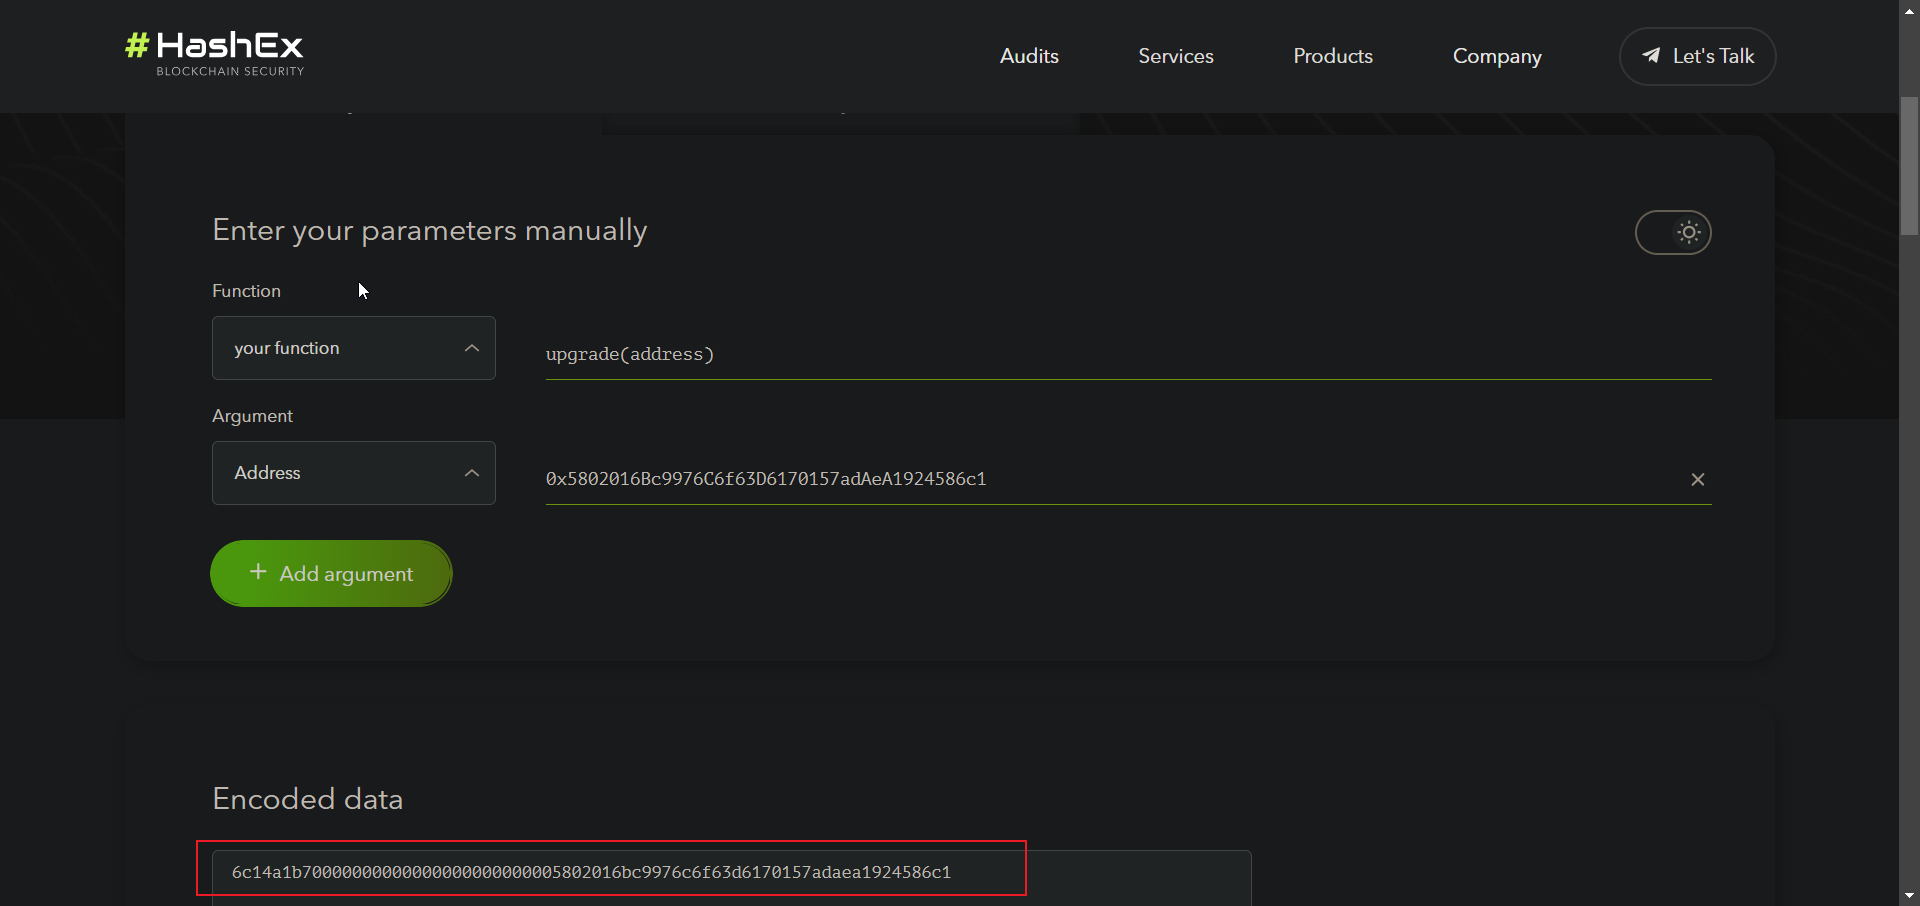 #HashEx
BLOCKCHAIN SECURITY
Audits
Services
Products
Company
Let's Talk
Enter your parameters manually
Function
your function
upgrade(address)
Argument
Address
0x5802016Bc9976C6f63D6170157adAeA1924586c1
+ Add argument
Encoded data
6c14a1b70000000000000000000000005802016bc9976c6f63d6170157adaea1924586c1